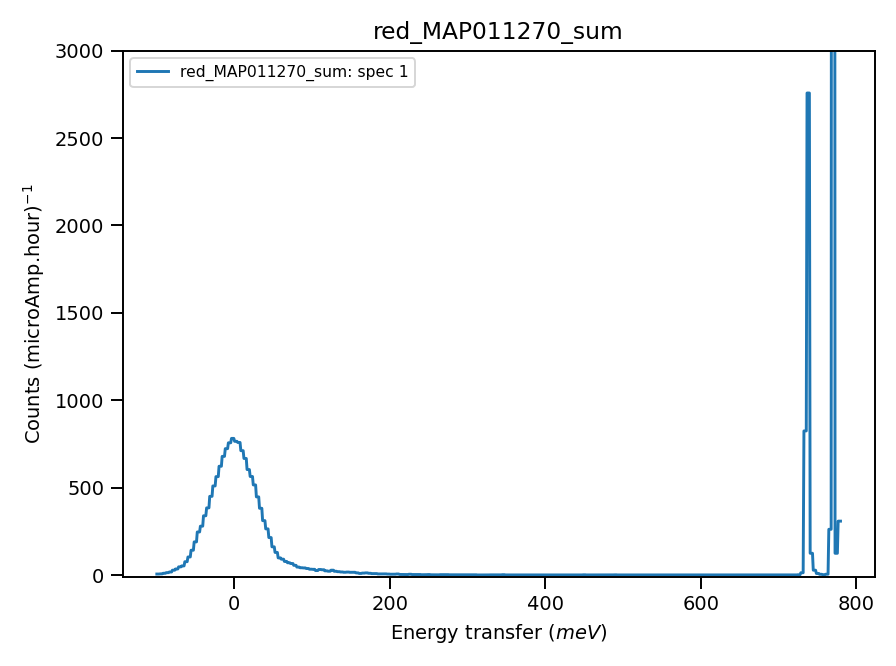 red_MAP011270_sum
red_MAP011270_sum: spec 1
Counts (microAmp.hour)⁻¹
3000
2500
2000
1500
1000
500
0
0 200 400 600 800
Energy transfer (meV)